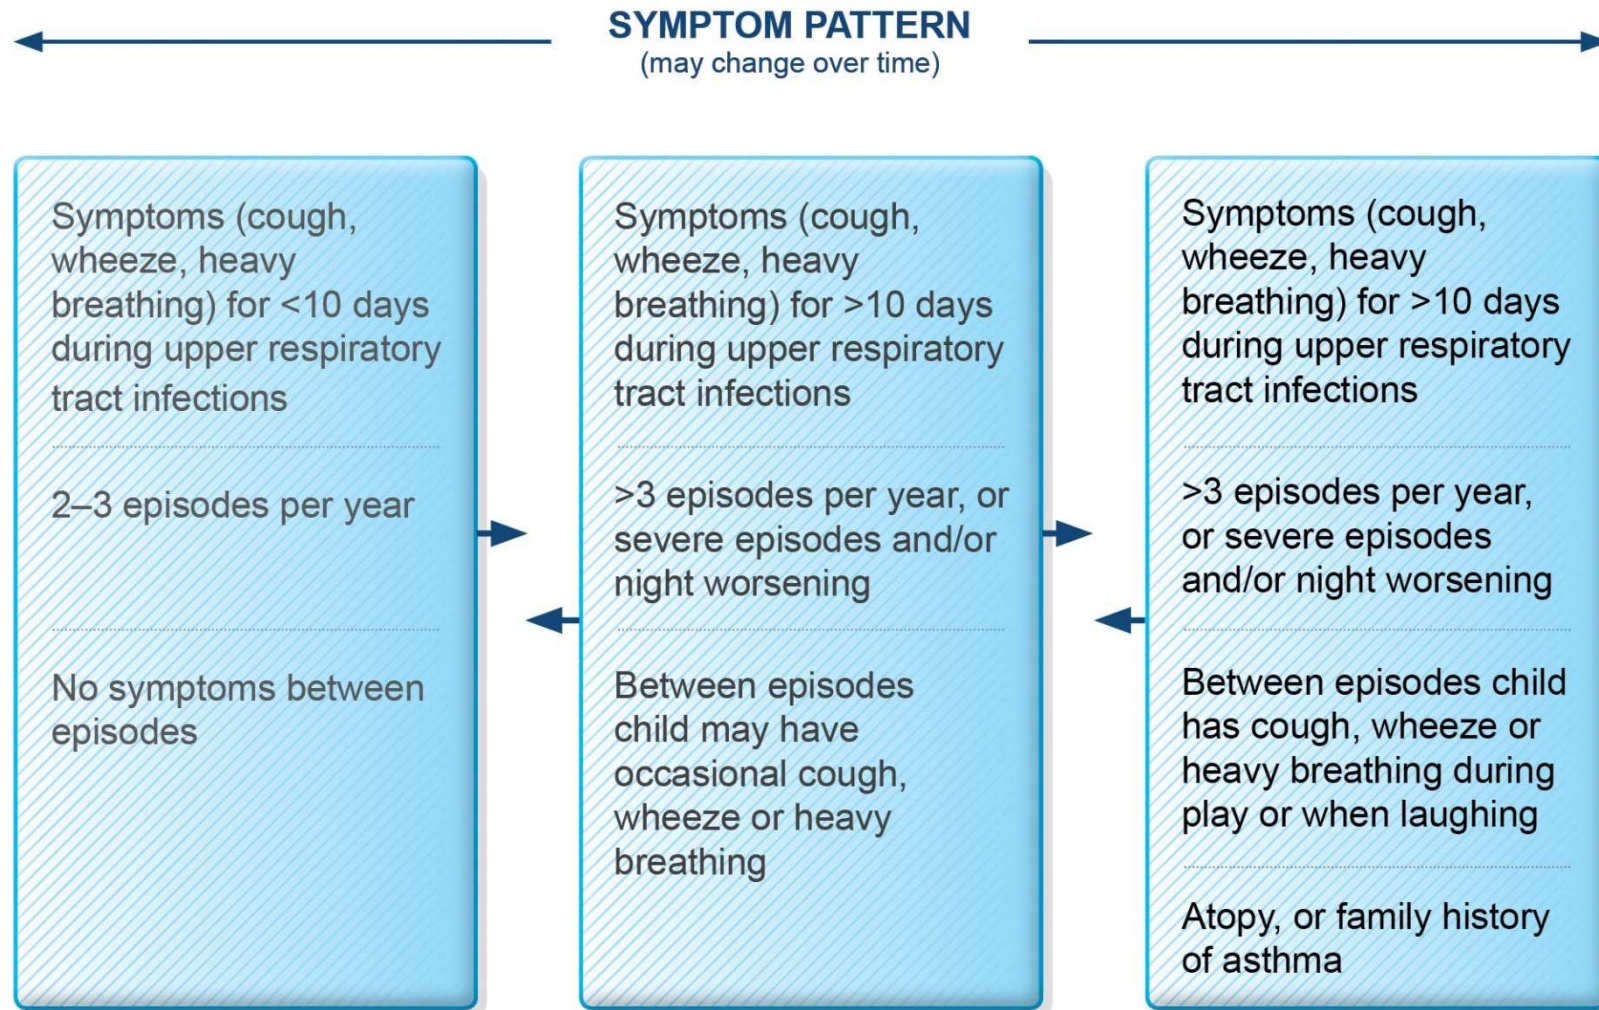 SYMPTOM PATTERN
(may change over time)
Symptoms (cough,
wheeze, heavy
breathing) for <10 days
during upper respiratory
tract infections
2–3 episodes per year
No symptoms between
episodes
Symptoms (cough,
wheeze, heavy
breathing) for >10 days
during upper respiratory
tract infections
>3 episodes per year, or
severe episodes and/or
night worsening
Between episodes
child may have
occasional cough,
wheeze or heavy
breathing
Symptoms (cough,
wheeze, heavy
breathing) for >10 days
during upper respiratory
tract infections
>3 episodes per year,
or severe episodes
and/or night worsening
Between episodes child
has cough, wheeze or
heavy breathing during
play or when laughing
Atopy, or family history
of asthma